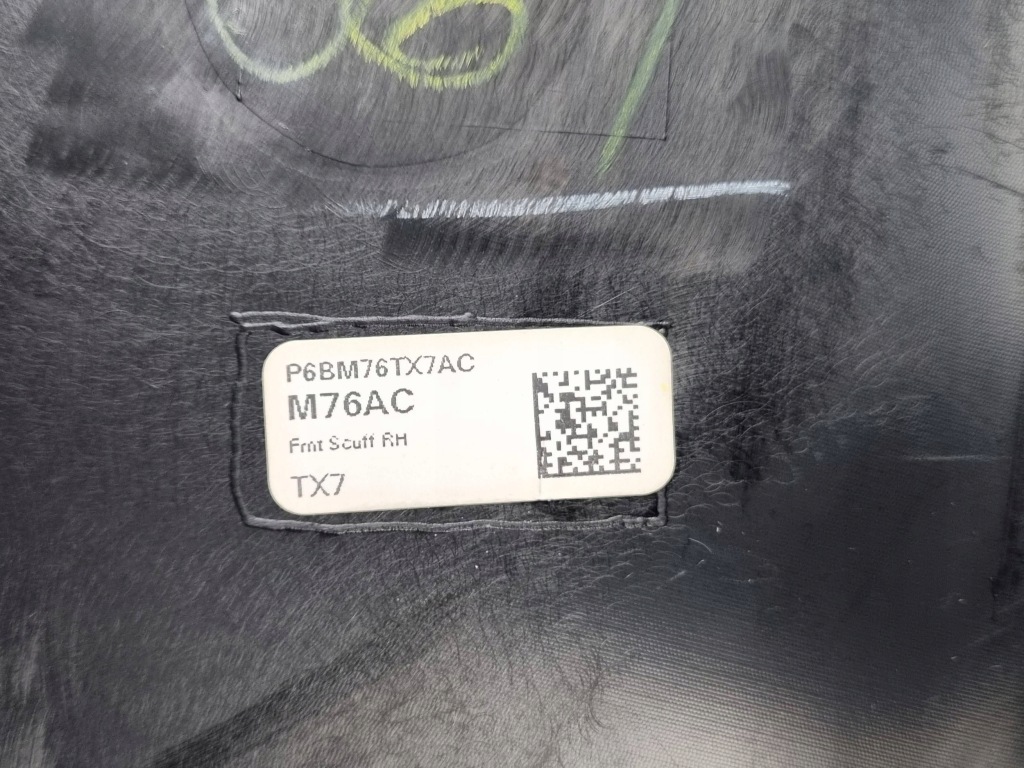 P6BM76TX7AC
M76AC
Frnt Scuff RH
TX7